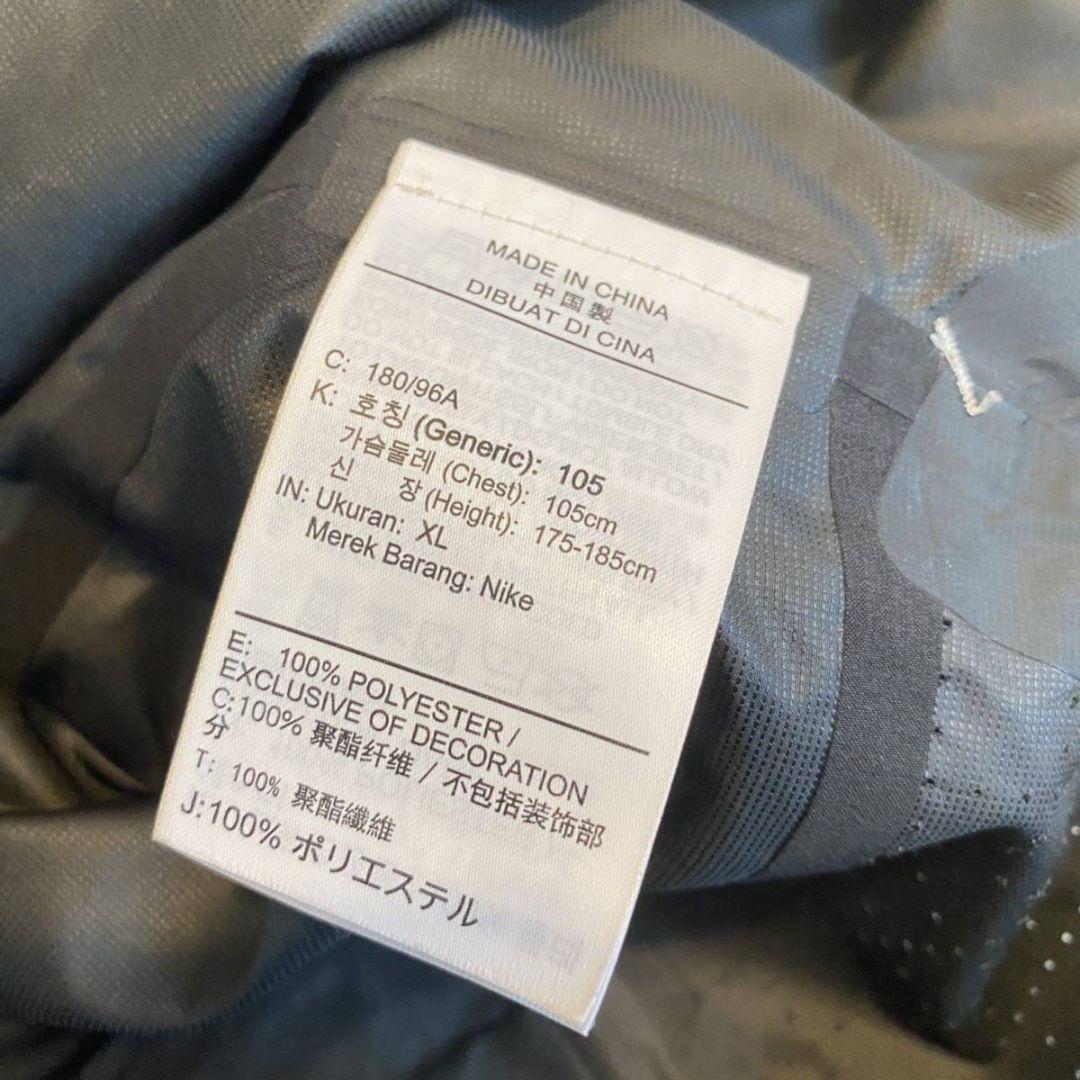 MADE IN CHINA
中国製
DIBUAT DI CINA
C: 180/96A
K: 호칭 (Generic): 105
가슴둘레 (Chest): 105cm
신 장 (Height): 175-185cm
IN: Ukuran: XL
Merek Barang: Nike
E: 100% POLYESTER /
EXCLUSIVE OF DECORATION
C:100% 聚酯纤维 / 不包括装饰部
分
T: 100% 聚酯纖維
J:100% ポリエステル